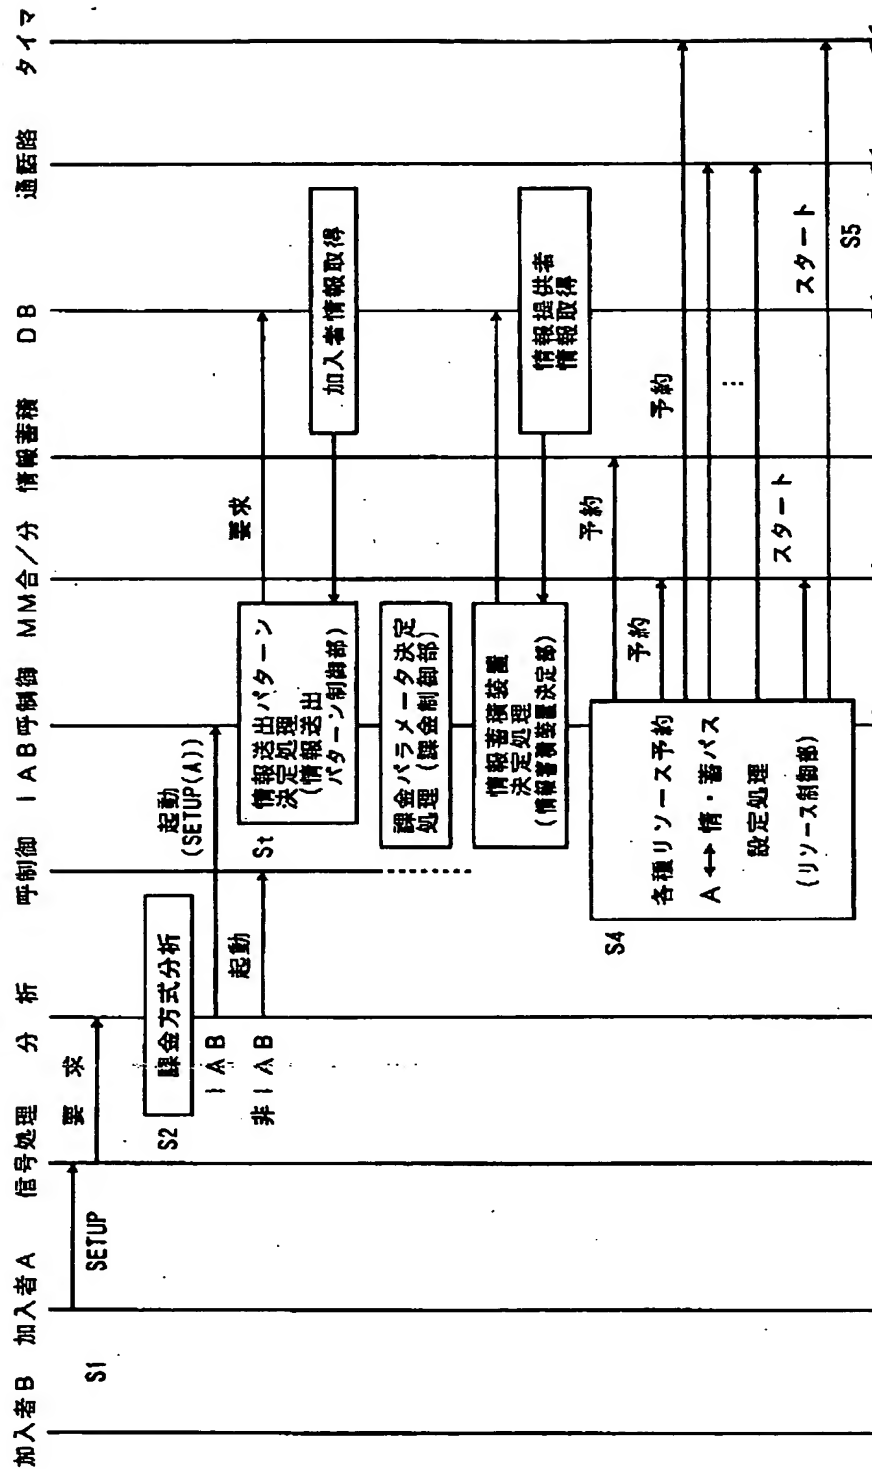 加入者B
加入者A
信号処理
分析
呼制御
IAB呼制御
MM合/分
情報蓄積
DB
通話路
タイマ
S1
SETUP
要求
S2
課金方式分析
IAB
非IAB
起動
(SETUP(A))
起動
St
情報送出パターン
決定処理
(情報送出
パターン制御部)
要求
加入者情報取得
課金パラメータ決定
処理(課金制御部)
情報蓄積装置
決定処理
(情報蓄積装置決定部)
情報提供者
情報取得
S4
各種リソース予約
A↔情・蓄パス
設定処理
(リソース制御部)
予約
予約
予約
⋮
スタート
スタート
S5